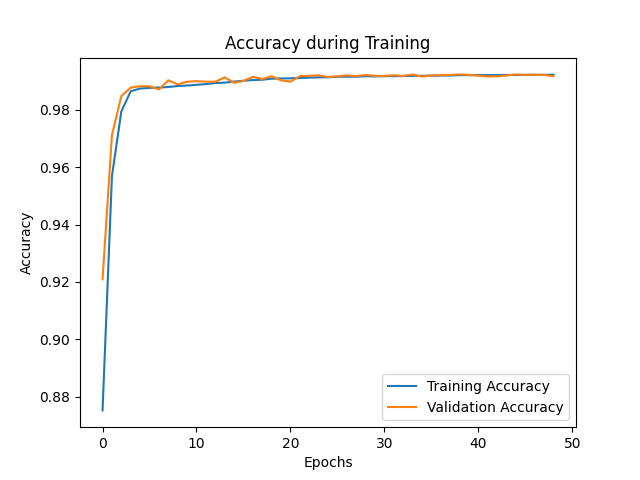 Accuracy during Training
Accuracy
0.98
0.96
0.94
0.92
0.90
0.88
Training Accuracy
Validation Accuracy
0 10 20 30 40 50
Epochs